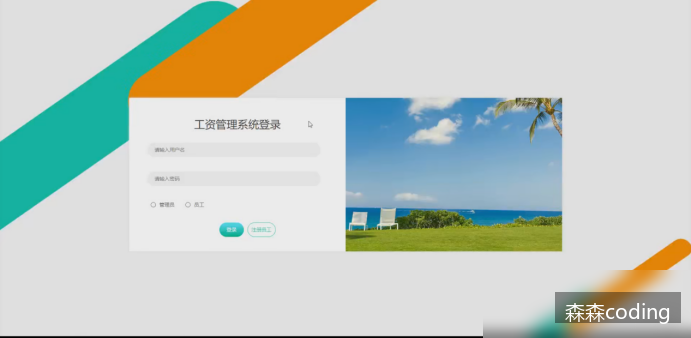 工资管理系统登录
请输入用户名
请输入密码
管理员 员工
登录 注册员工
森森coding